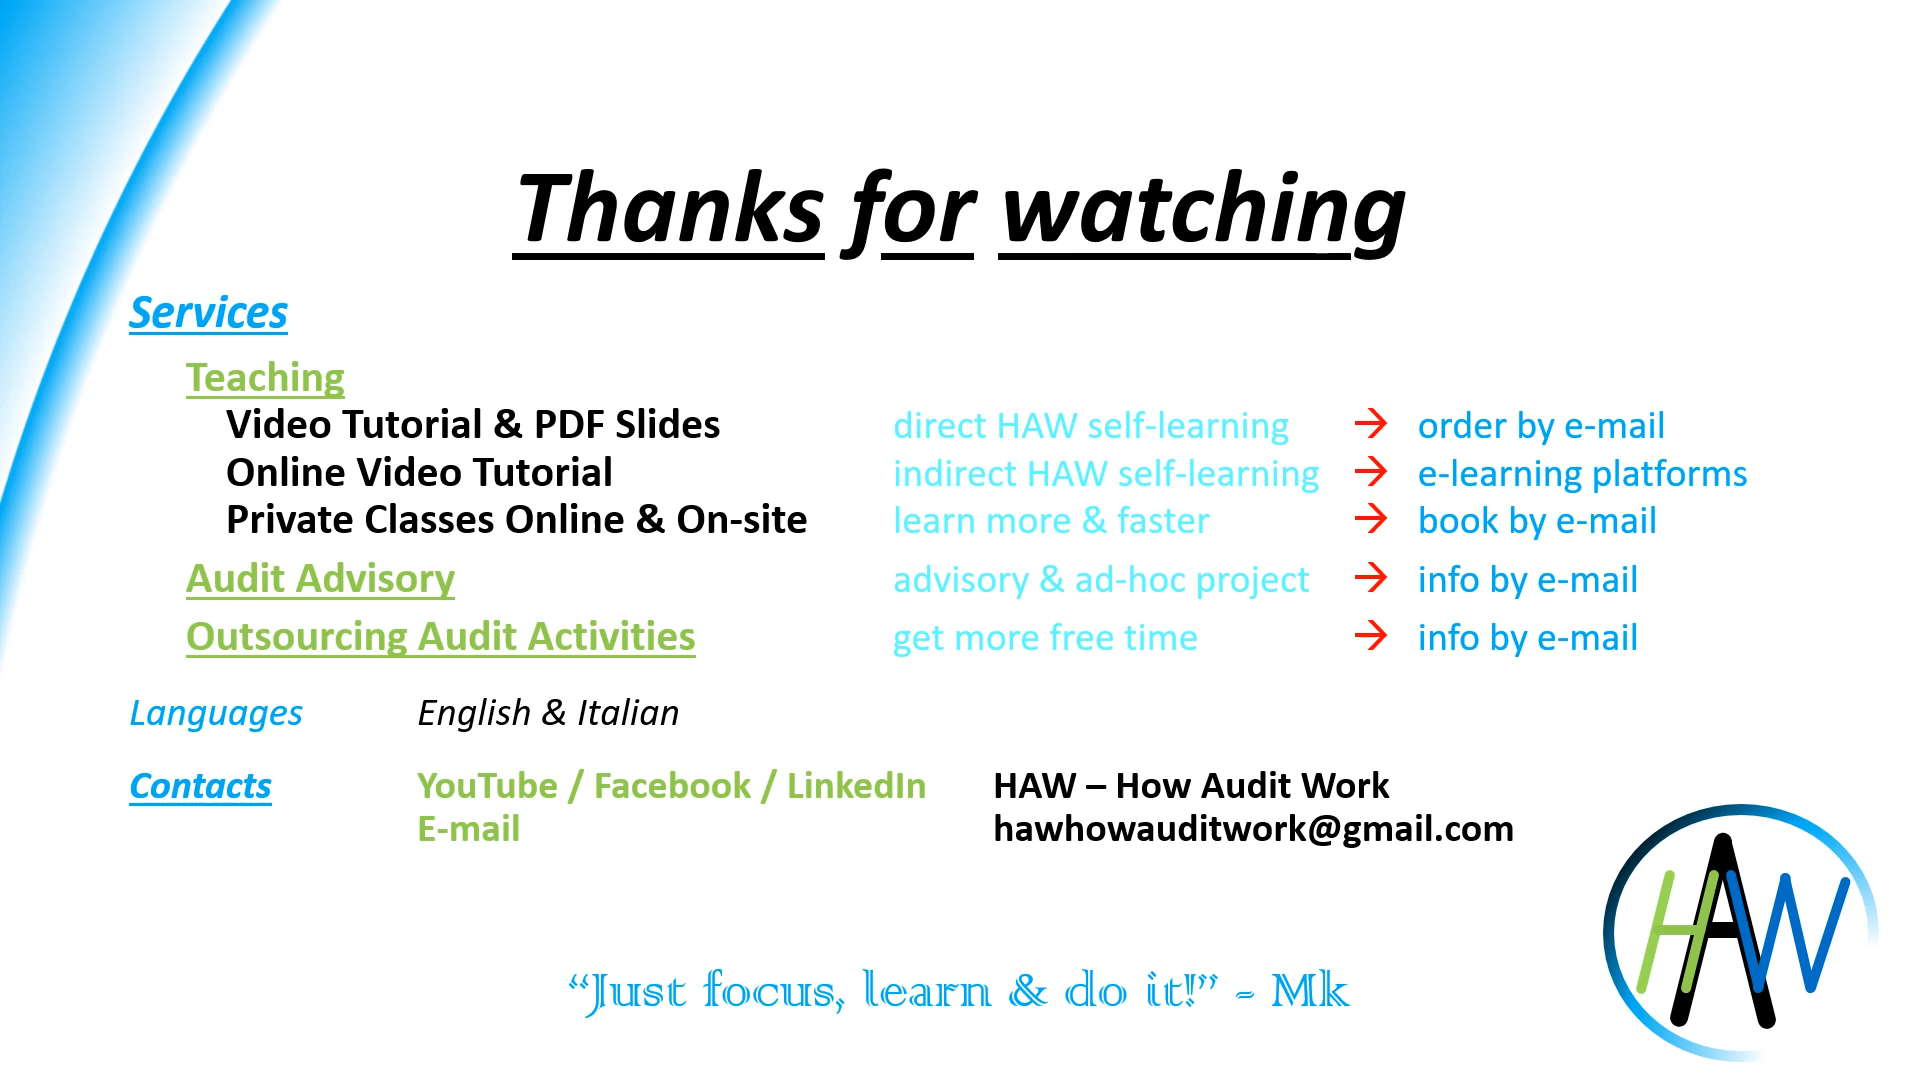 Thanks for watching
Services
Teaching
Video Tutorial & PDF Slides direct HAW self-learning → order by e-mail
Online Video Tutorial indirect HAW self-learning → e-learning platforms
Private Classes Online & On-site learn more & faster → book by e-mail
Audit Advisory advisory & ad-hoc project → info by e-mail
Outsourcing Audit Activities get more free time → info by e-mail
Languages English & Italian
Contacts YouTube / Facebook / LinkedIn HAW – How Audit Work
E-mail hawhowauditwork@gmail.com
HAW
“Just focus, learn & do it!” - Mk